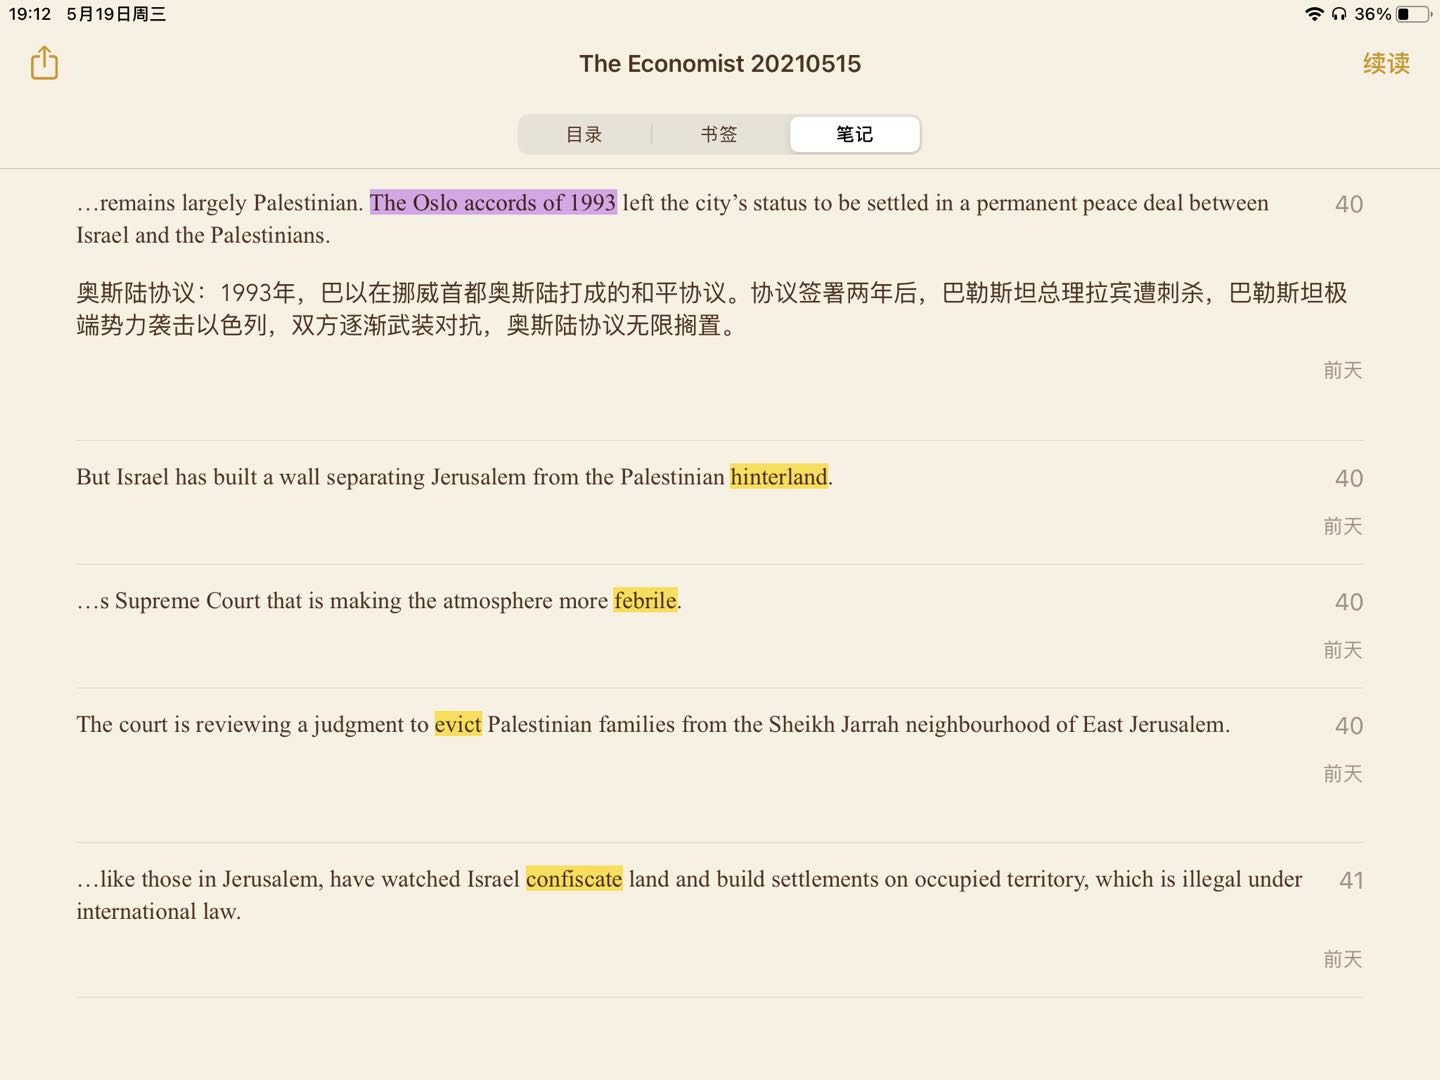 19:12 5月19日周三
36%
The Economist 20210515
续读
目录
书签
笔记
…remains largely Palestinian. The Oslo accords of 1993 left the city’s status to be settled in a permanent peace deal between
40
Israel and the Palestinians.
奥斯陆协议：1993年，巴以在挪威首都奥斯陆打成的和平协议。协议签署两年后，巴勒斯坦总理拉宾遭刺杀，巴勒斯坦极
端势力袭击以色列，双方逐渐武装对抗，奥斯陆协议无限搁置。
前天
But Israel has built a wall separating Jerusalem from the Palestinian hinterland.
40
前天
…s Supreme Court that is making the atmosphere more febrile.
40
前天
The court is reviewing a judgment to evict Palestinian families from the Sheikh Jarrah neighbourhood of East Jerusalem.
40
前天
…like those in Jerusalem, have watched Israel confiscate land and build settlements on occupied territory, which is illegal under
41
international law.
前天